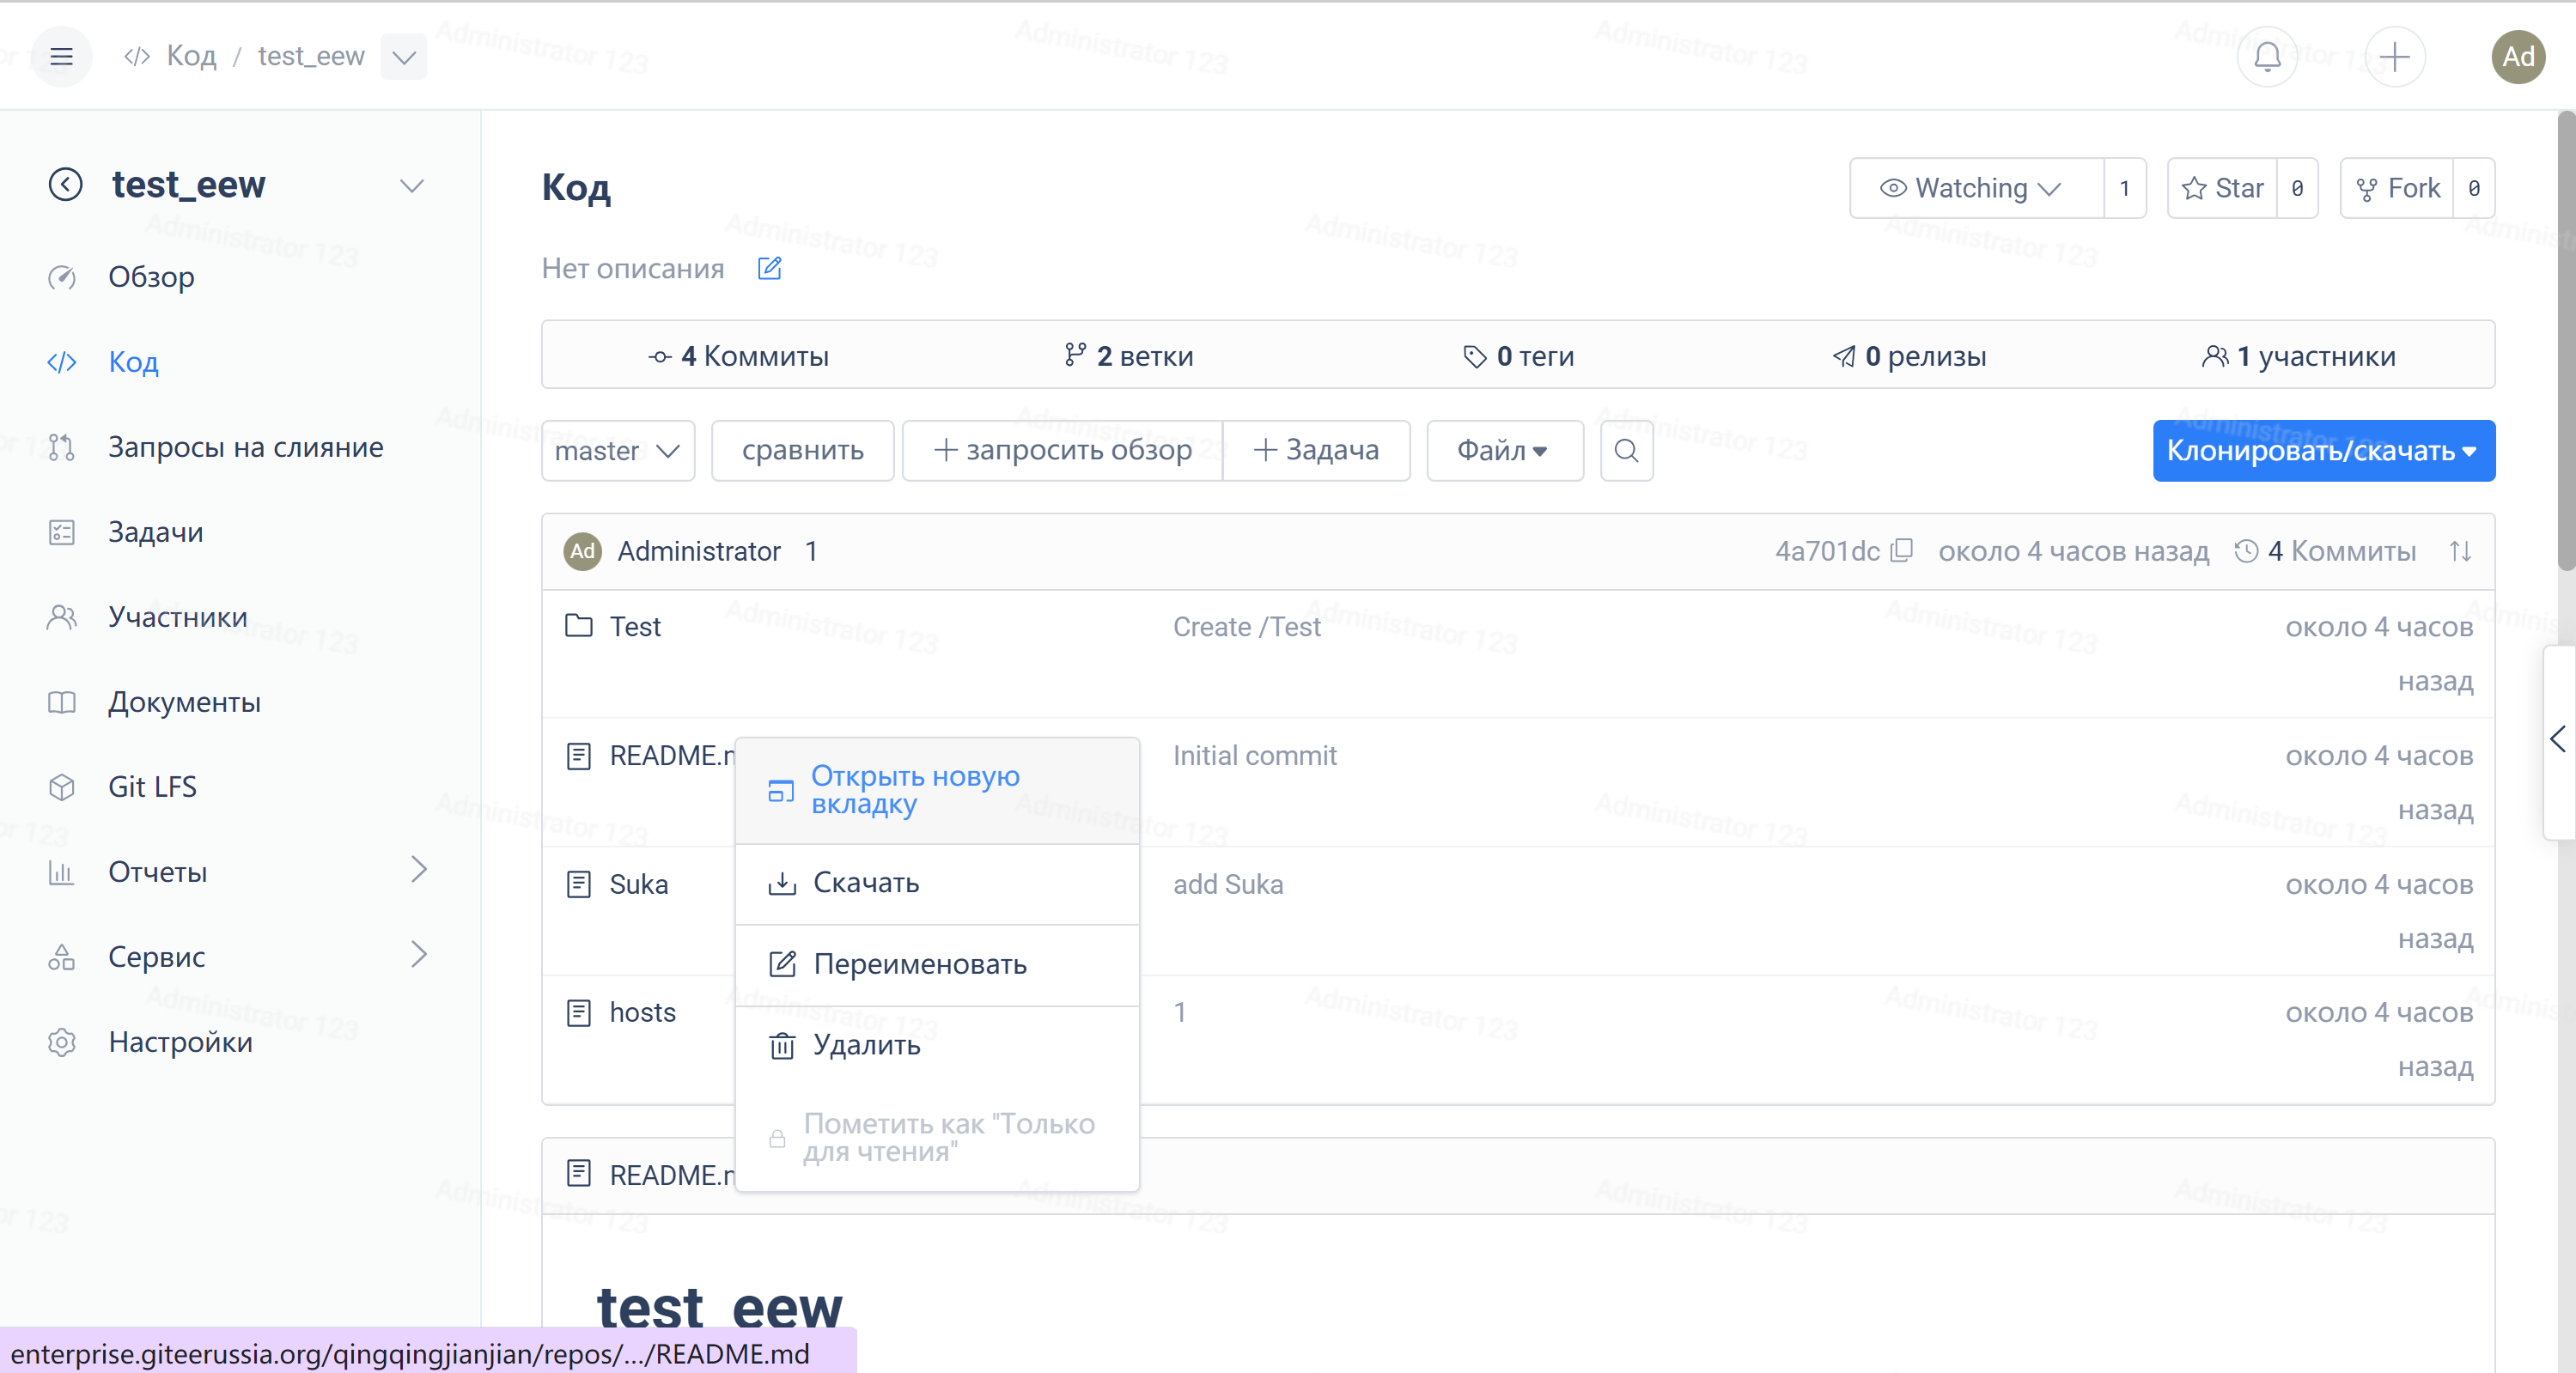 Код / test_eew
Ad
test_eew
Обзор
Код
Запросы на слияние
Задачи
Участники
Документы
Git LFS
Отчеты
Сервис
Настройки
Код
Watching 1
Star 0
Fork 0
Нет описания
4 Коммиты
2 ветки
0 теги
0 релизы
1 участники
master
сравнить
+ запросить обзор
+ Задача
Файл
Клонировать/скачать
Ad Administrator 1
4a701dc около 4 часов назад 4 Коммиты
Test Create /Test около 4 часов
назад
README.m Initial commit около 4 часов
назад
Suka add Suka около 4 часов
назад
hosts 1 около 4 часов
назад
Открыть новую
вкладку
Скачать
Переименовать
Удалить
Пометить как "Только
для чтения"
README.m
test_eew
enterprise.giteerussia.org/qingqingjianjian/repos/.../README.md
Administrator 123